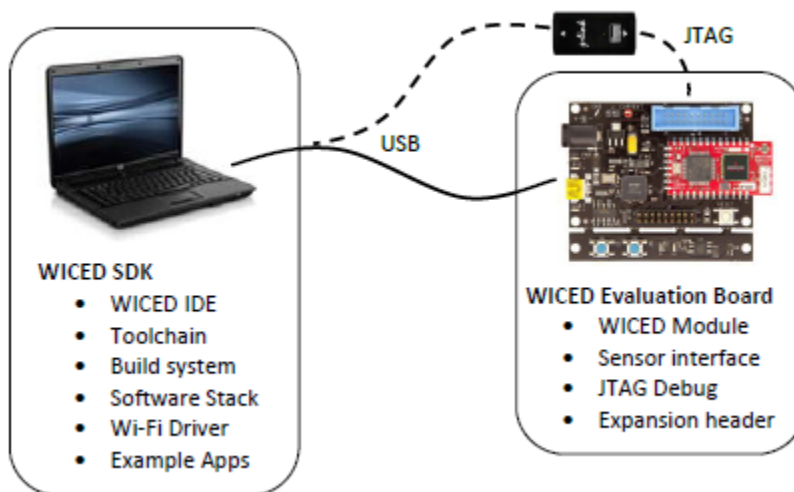 JTAG
USB
WICED SDK
• WICED IDE
• Toolchain
• Build system
• Software Stack
• Wi-Fi Driver
• Example Apps
WICED Evaluation Board
• WICED Module
• Sensor interface
• JTAG Debug
• Expansion header